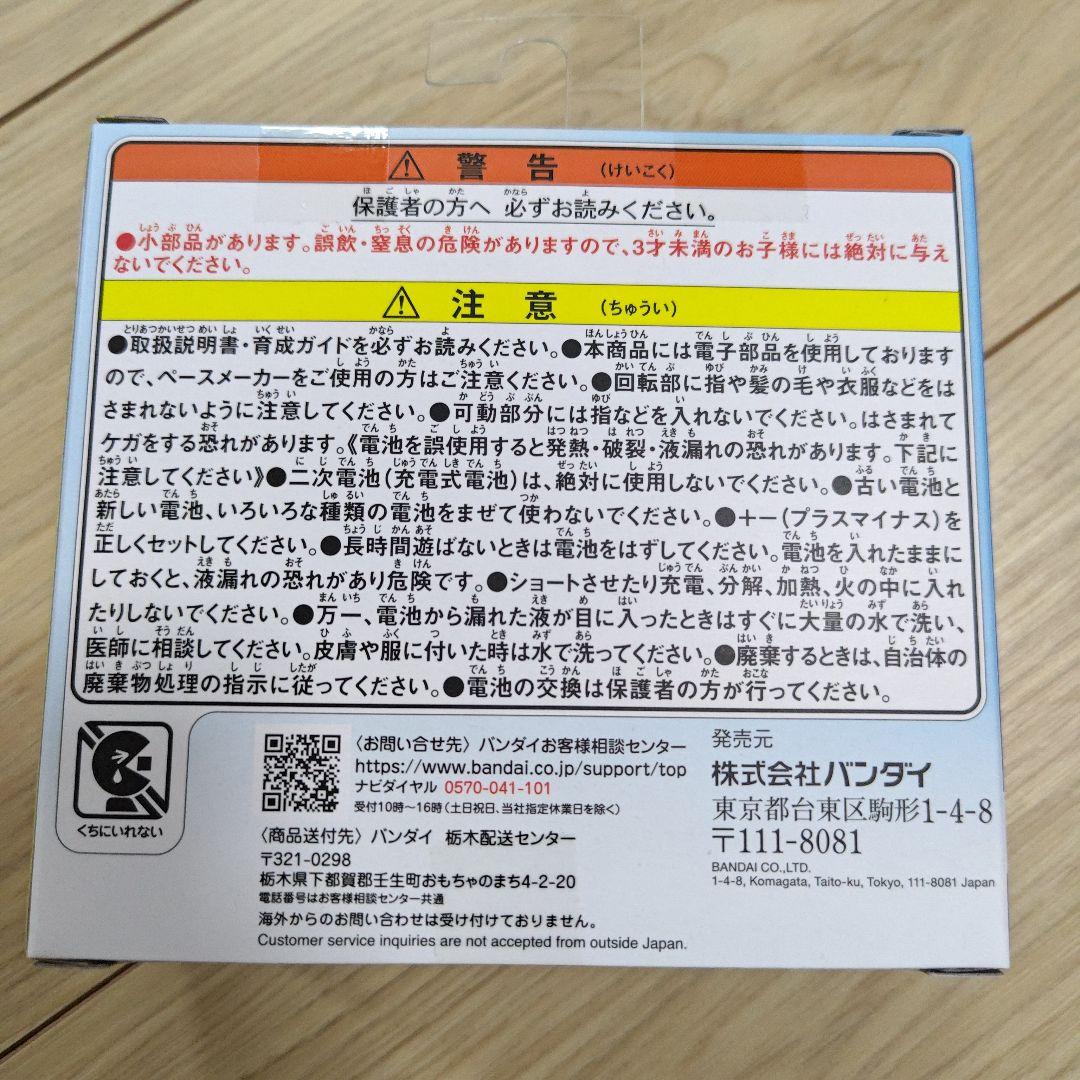 警告 (けいこく)
保護者の方へ 必ずお読みください。
●小部品があります。誤飲・窒息の危険がありますので、3才未満のお子様には絶対に与え
ないでください。
注意 (ちゅうい)
●取扱説明書・育成ガイドを必ずお読みください。●本商品には電子部品を使用しております
ので、ペースメーカーをご使用の方はご注意ください。●回転部に指や髪の毛や衣服などをは
さまれないように注意してください。●可動部分には指などを入れないでください。はさまれて
ケガをする恐れがあります。《電池を誤使用すると発熱・破裂・液漏れの恐れがあります。下記に
注意してください》●二次電池(充電式電池)は、絶対に使用しないでください。●古い電池と
新しい電池、いろいろな種類の電池をまぜて使わないでください。●+-(プラスマイナス)を
正しくセットしてください。●長時間遊ばないときは電池をはずしてください。電池を入れたままに
しておくと、液漏れの恐れがあり危険です。●ショートさせたり充電、分解、加熱、火の中に入れ
たりしないでください。●万一、電池から漏れた液が目に入ったときはすぐに大量の水で洗い、
医師に相談してください。皮膚や服に付いた時は水で洗ってください。●廃棄するときは、自治体の
廃棄物処理の指示に従ってください。●電池の交換は保護者の方が行ってください。
くちにいれない
〈お問い合せ先〉バンダイお客様相談センター
https://www.bandai.co.jp/support/top
ナビダイヤル 0570-041-101
受付10時〜16時(土日祝日、当社指定休業日を除く)
〈商品送付先〉バンダイ 栃木配送センター
〒321-0298
栃木県下都賀郡壬生町おもちゃのまち4-2-20
電話番号はお客様相談センター共通
海外からのお問い合わせは受け付けておりません。
Customer service inquiries are not accepted from outside Japan.
発売元
株式会社バンダイ
東京都台東区駒形1-4-8
〒111-8081
BANDAI CO.,LTD.
1-4-8, Komagata, Taito-ku, Tokyo, 111-8081 Japan